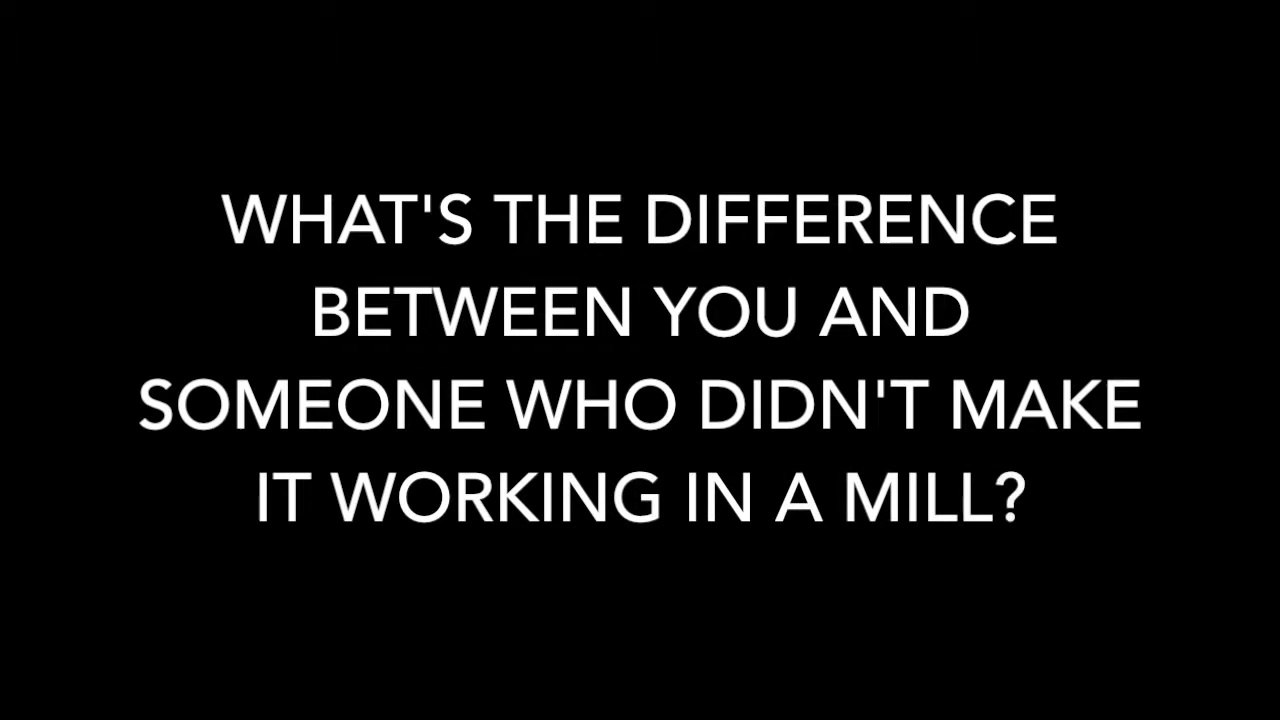 WHAT'S THE DIFFERENCE
BETWEEN YOU AND
SOMEONE WHO DIDN'T MAKE
IT WORKING IN A MILL?